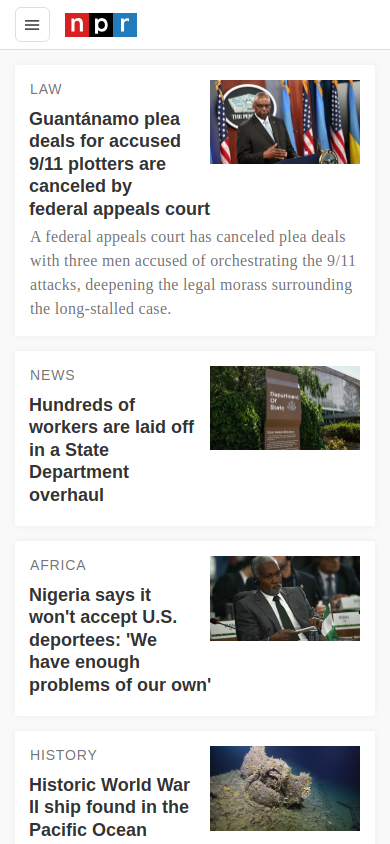 npr
LAW
Guantánamo plea
deals for accused
9/11 plotters are
canceled by
federal appeals court
A federal appeals court has canceled plea deals
with three men accused of orchestrating the 9/11
attacks, deepening the legal morass surrounding
the long-stalled case.
NEWS
Hundreds of
workers are laid off
in a State
Department
overhaul
Department
Of
State
AFRICA
Nigeria says it
won't accept U.S.
deportees: 'We
have enough
problems of our own'
HISTORY
Historic World War
II ship found in the
Pacific Ocean